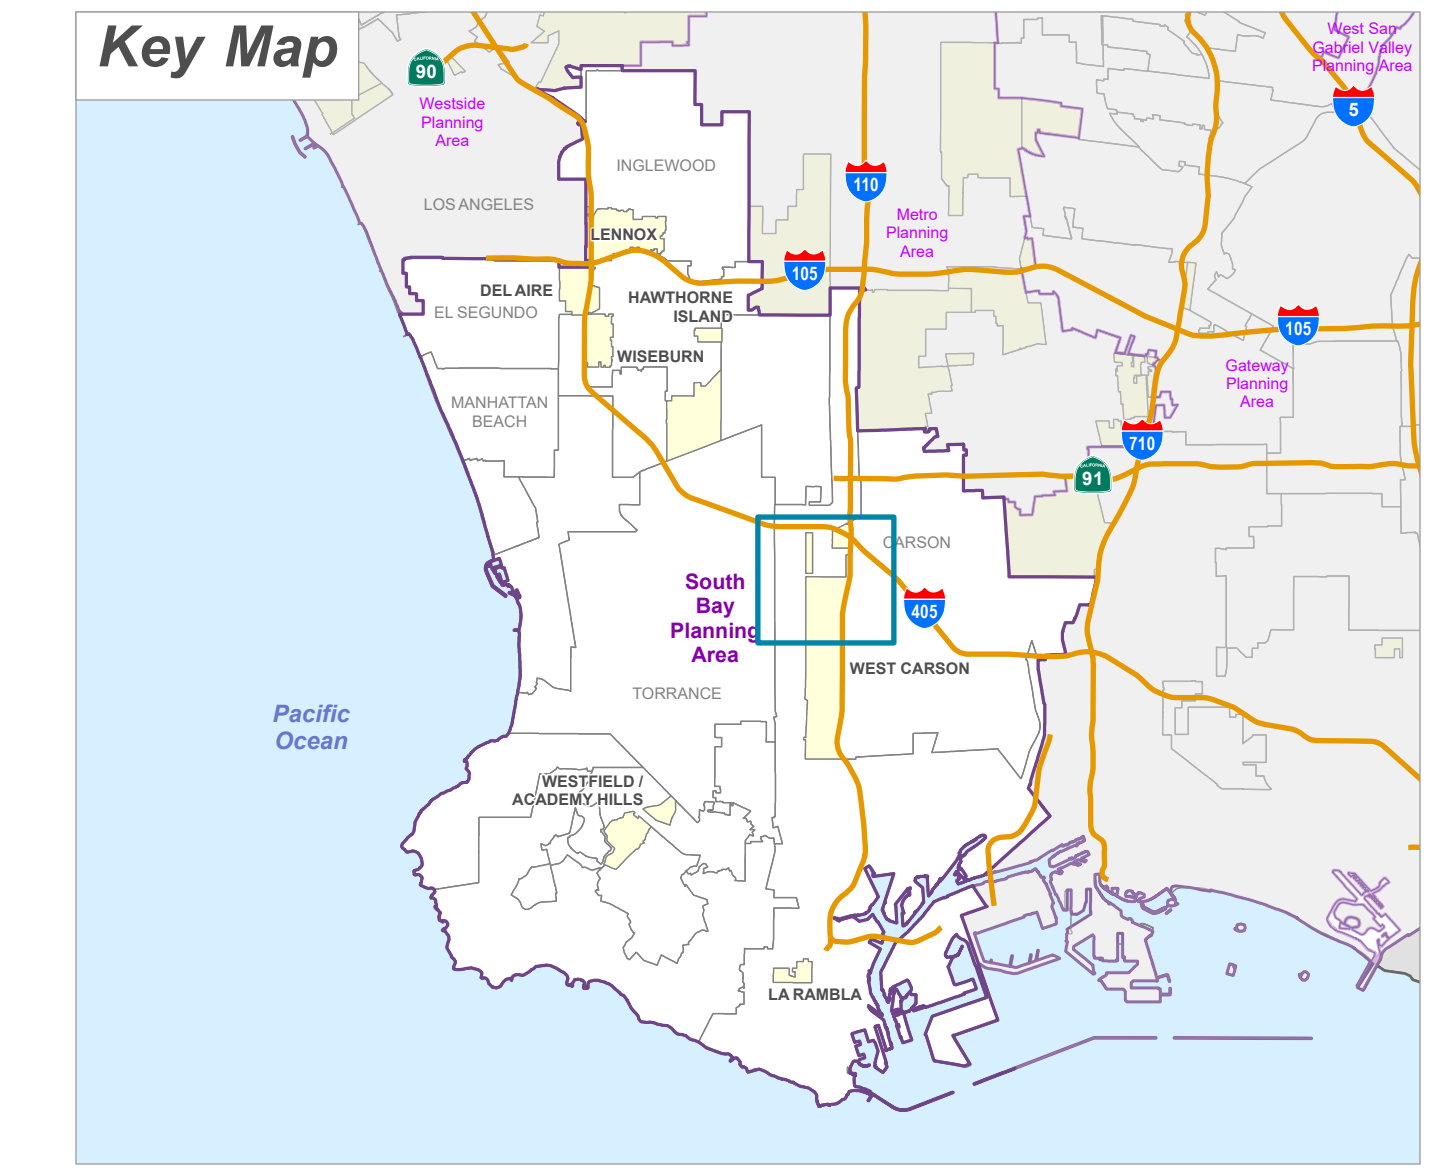 Key Map
CALIFORNIA
90
Westside
Planning
Area
West San
Gabriel Valley
Planning Area
5
INGLEWOOD
110
LOS ANGELES
Metro
Planning
Area
LENNOX
105
DEL AIRE
EL SEGUNDO
HAWTHORNE
ISLAND
105
WISEBURN
Gateway
Planning
Area
MANHATTAN
BEACH
710
CALIFORNIA
91
CARSON
South
Bay
Planning
Area
405
WEST CARSON
TORRANCE
Pacific
Ocean
WESTFIELD /
ACADEMY HILLS
LA RAMBLA